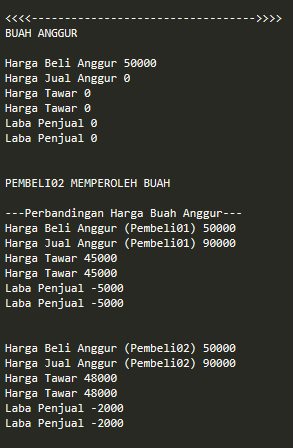 <<<<---------------------------------->>>>
BUAH ANGGUR
Harga Beli Anggur 50000
Harga Jual Anggur 0
Harga Tawar 0
Harga Tawar 0
Laba Penjual 0
Laba Penjual 0
PEMBELI02 MEMPEROLEH BUAH
---Perbandingan Harga Buah Anggur---
Harga Beli Anggur (Pembeli01) 50000
Harga Jual Anggur (Pembeli01) 90000
Harga Tawar 45000
Harga Tawar 45000
Laba Penjual -5000
Laba Penjual -5000
Harga Beli Anggur (Pembeli02) 50000
Harga Jual Anggur (Pembeli02) 90000
Harga Tawar 48000
Harga Tawar 48000
Laba Penjual -2000
Laba Penjual -2000